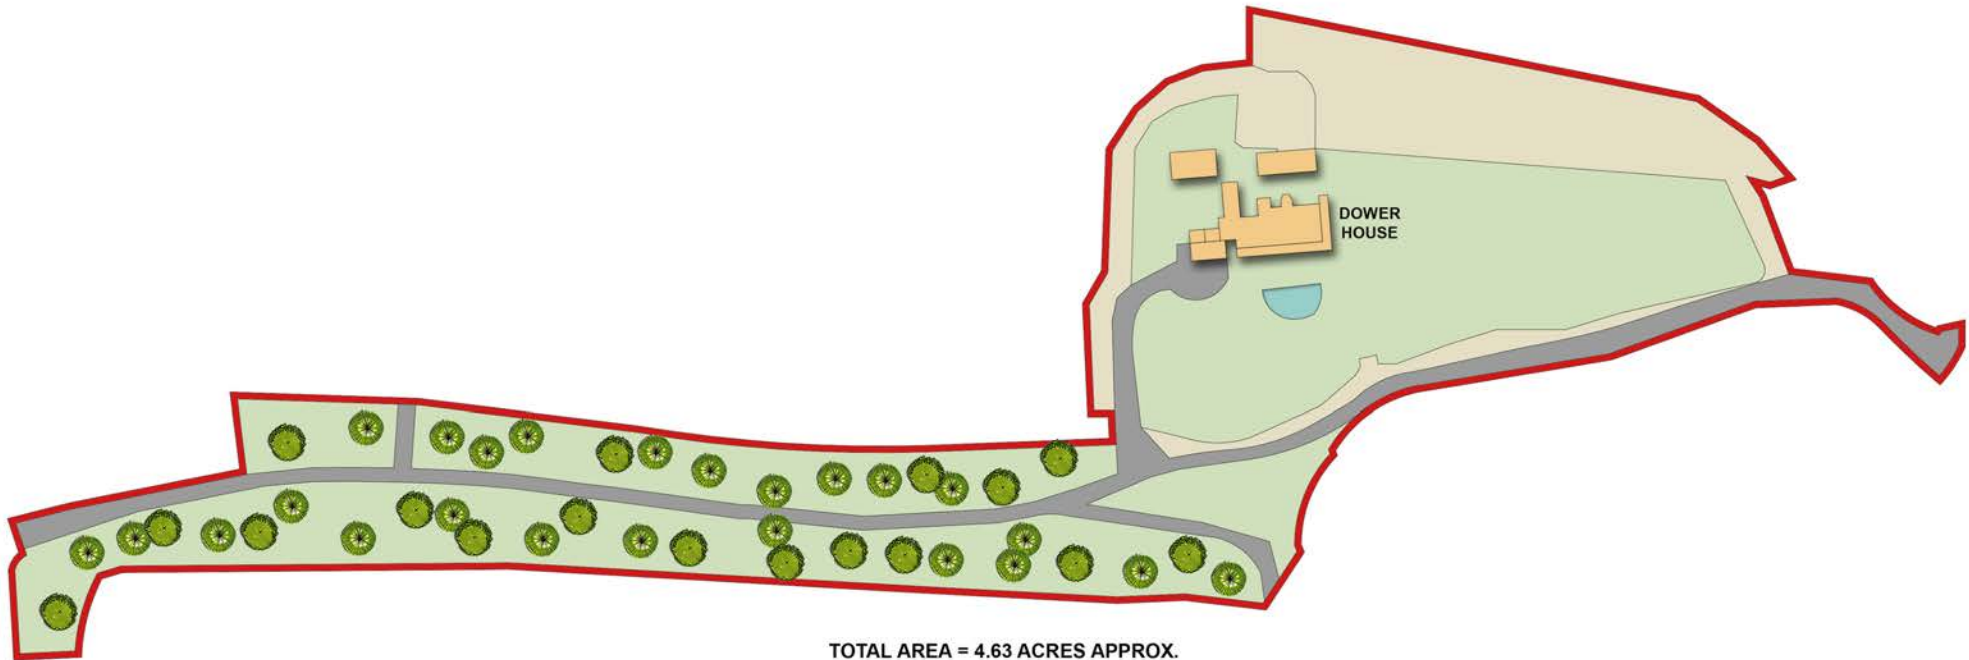 DOWER
HOUSE
TOTAL AREA = 4.63 ACRES APPROX.